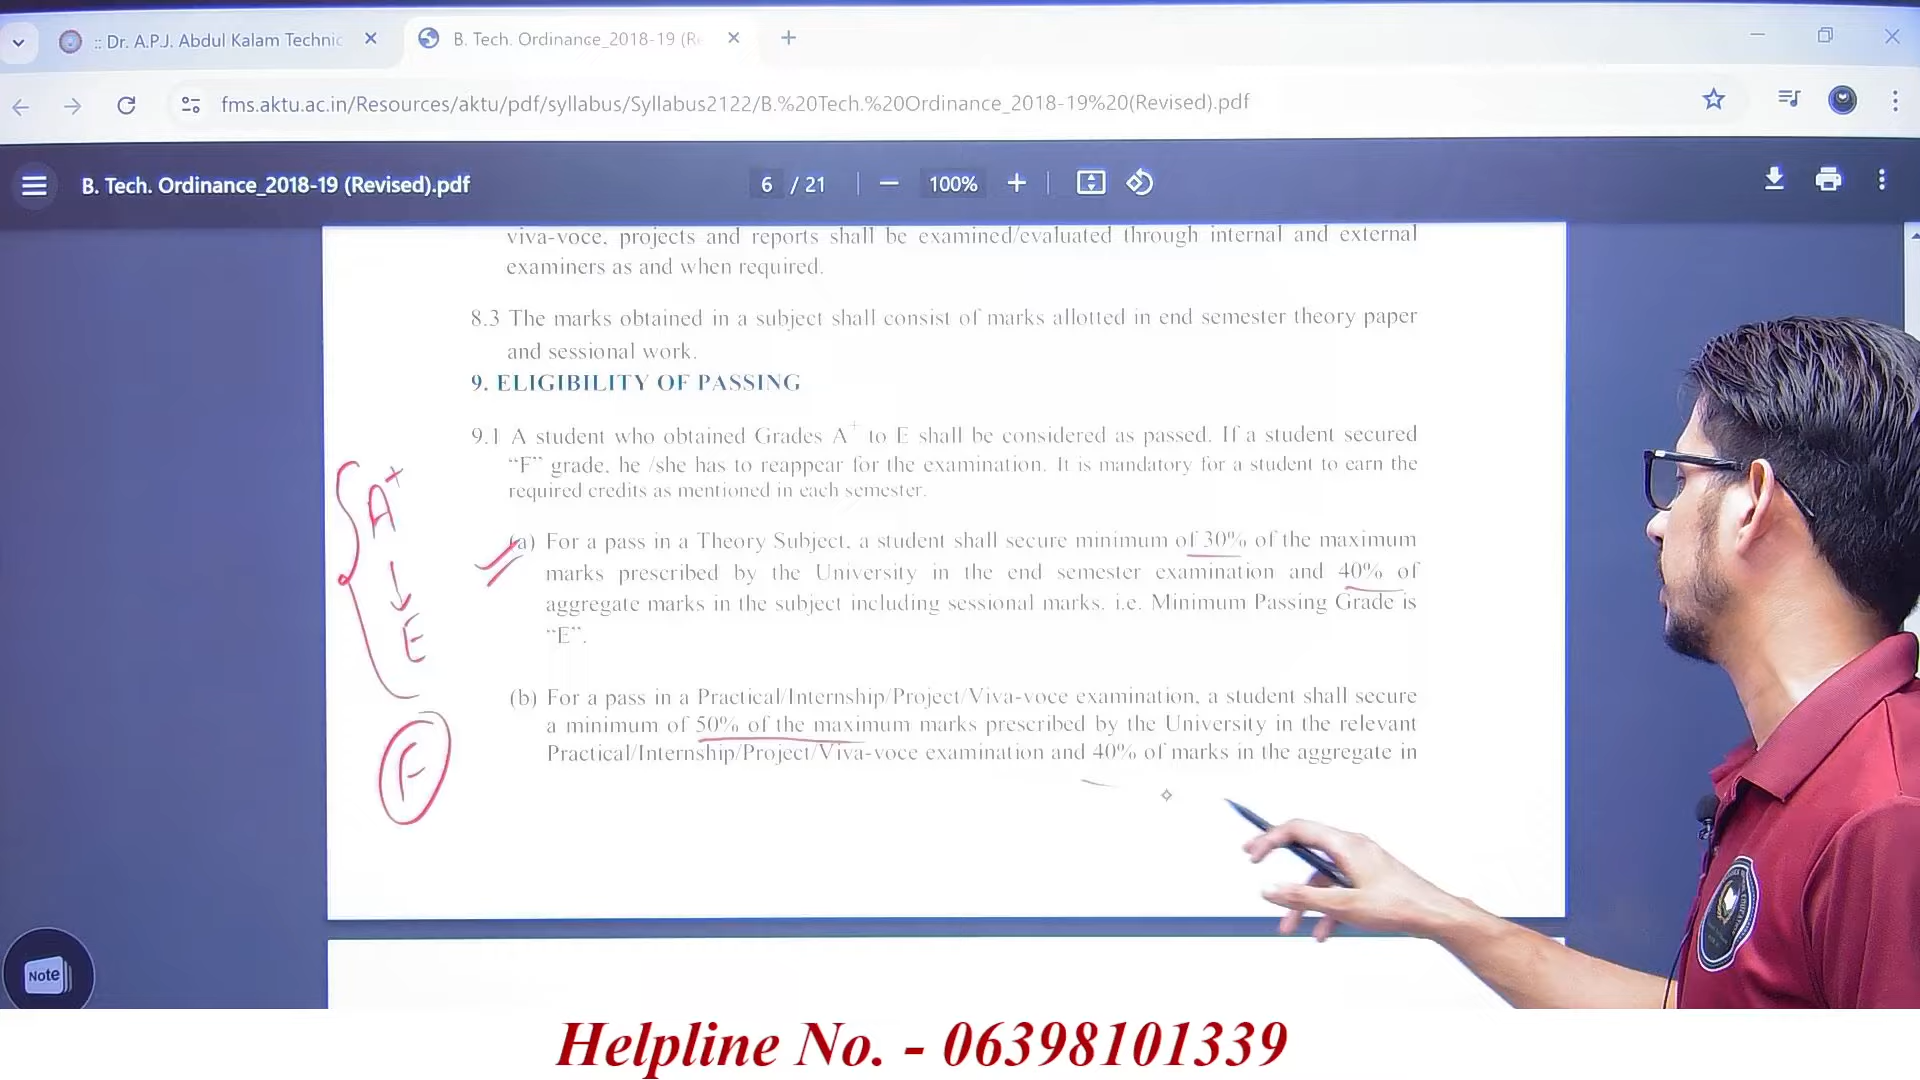 :: Dr. A.P.J. Abdul Kalam Technic
B. Tech. Ordinance_2018-19 (Re
fms.aktu.ac.in/Resources/aktu/pdf/syllabus/Syllabus2122/B.%20Tech.%20Ordinance_2018-19%20(Revised).pdf
B. Tech. Ordinance_2018-19 (Revised).pdf
6 / 21
100%
viva-voce, projects and reports shall be examined/evaluated through internal and external
examiners as and when required.
8.3 The marks obtained in a subject shall consist of marks allotted in end semester theory paper
and sessional work.
9. ELIGIBILITY OF PASSING
9.1 A student who obtained Grades A+ to E shall be considered as passed. If a student secured
“F” grade, he /she has to reappear for the examination. It is mandatory for a student to earn the
required credits as mentioned in each semester.
(a) For a pass in a Theory Subject, a student shall secure minimum of 30% of the maximum
marks prescribed by the University in the end semester examination and 40% of
aggregate marks in the subject including sessional marks. i.e. Minimum Passing Grade is
“E”.
(b) For a pass in a Practical/Internship/Project/Viva-voce examination, a student shall secure
a minimum of 50% of the maximum marks prescribed by the University in the relevant
Practical/Internship/Project/Viva-voce examination and 40% of marks in the aggregate in
A+
E
F
Note
Helpline No. - 06398101339